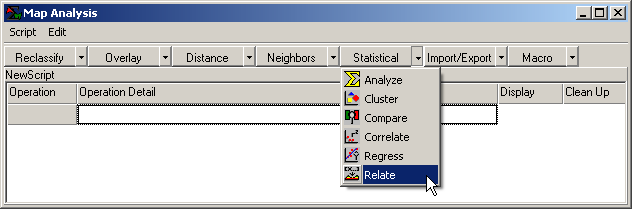 Map Analysis
Script Edit
Reclassify Overlay Distance Neighbors Statistical Import/Export Macro
NewScript
Operation Operation Detail Display Clean Up
Analyze
Cluster
Compare
Correlate
Regress
Relate